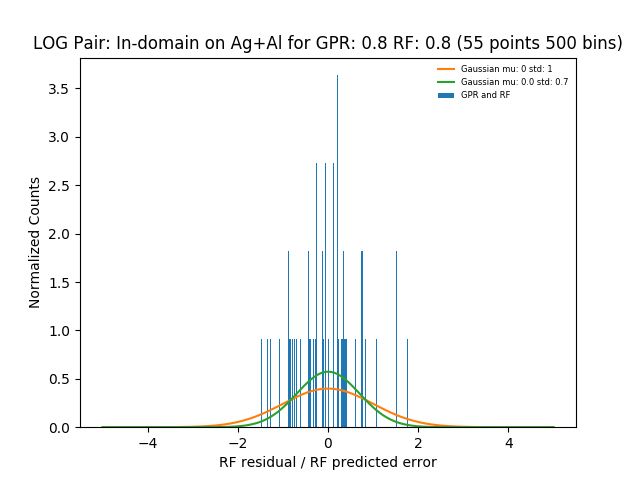 LOG Pair: In-domain on Ag+Al for GPR: 0.8 RF: 0.8 (55 points 500 bins)
Gaussian mu: 0 std: 1
Gaussian mu: 0.0 std: 0.7
GPR and RF
3.5
3.0
2.5
2.0
1.5
1.0
0.5
0.0
Normalized Counts
−4 −2 0 2 4
RF residual / RF predicted error